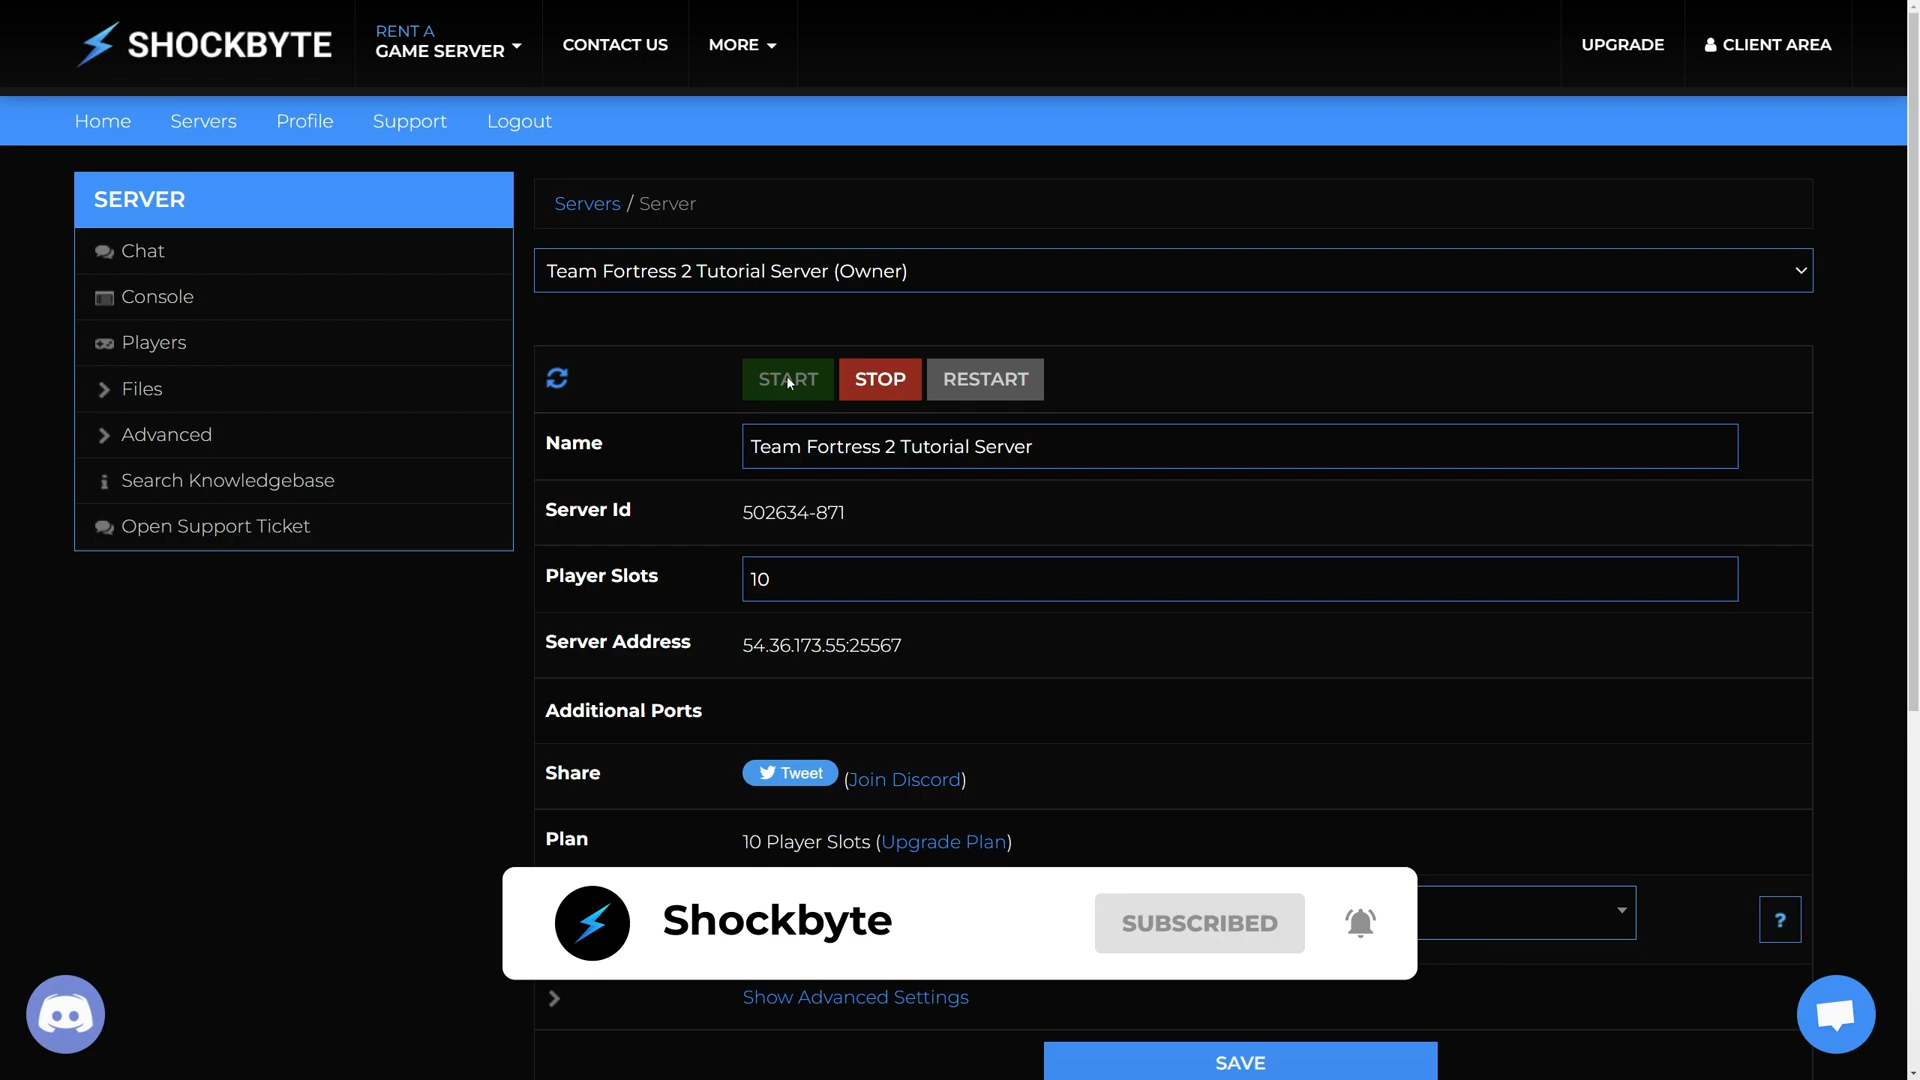 SHOCKBYTE
RENT A
GAME SERVER
CONTACT US
MORE
UPGRADE
CLIENT AREA
Home
Servers
Profile
Support
Logout
SERVER
Chat
Console
Players
Files
Advanced
Search Knowledgebase
Open Support Ticket
Servers / Server
Team Fortress 2 Tutorial Server (Owner)
START
STOP
RESTART
Name
Team Fortress 2 Tutorial Server
Server Id
502634-871
Player Slots
10
Server Address
54.36.173.55:25567
Additional Ports
Share
Tweet
(Join Discord)
Plan
10 Player Slots (Upgrade Plan)
Shockbyte
SUBSCRIBED
?
Show Advanced Settings
SAVE